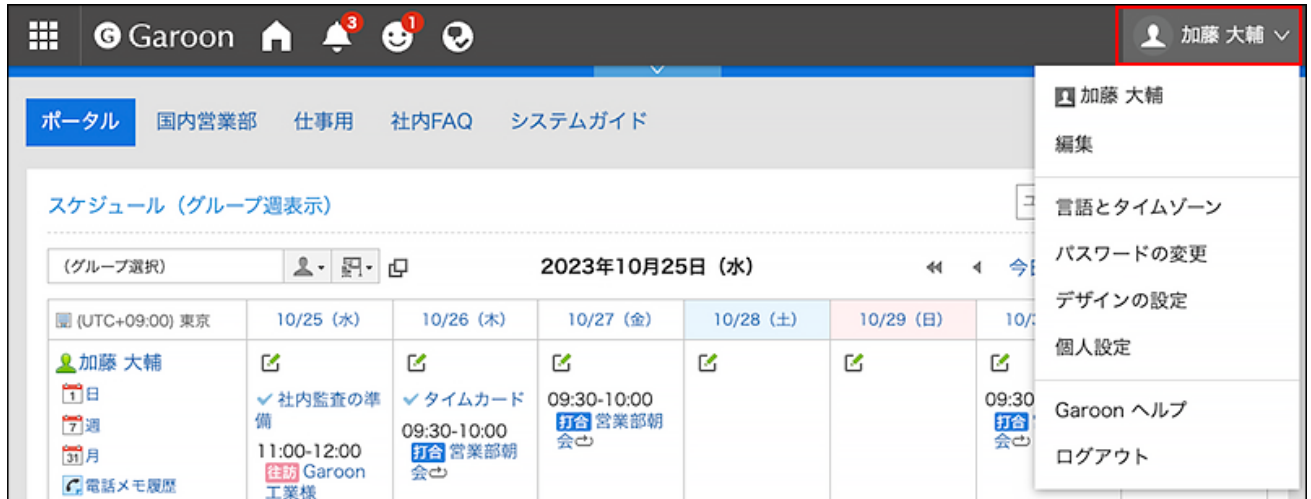 Garoon 3 1 加藤 大輔
加藤 大輔
編集
言語とタイムゾーン
パスワードの変更
デザインの設定
個人設定
Garoon ヘルプ
ログアウト
ポータル 国内営業部 仕事用 社内FAQ システムガイド
スケジュール（グループ週表示）
（グループ選択） 2023年10月25日（水）
(UTC+09:00) 東京 10/25（水） 10/26（木） 10/27（金） 10/28（土） 10/29（日） 10/
加藤 大輔
1 日
7 週
31 月
電話メモ履歴
社内監査の準
備
11:00-12:00
往訪 Garoon
工業様
タイムカード
09:30-10:00
打合 営業部朝
会
09:30-10:00
打合 営業部朝
会
09:30
打合
会